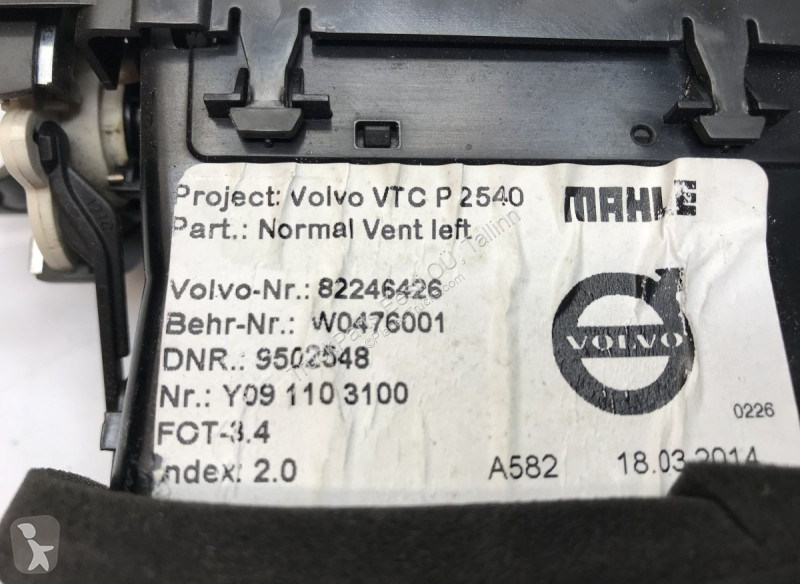 Project: Volvo VTC P 2540
MAHLE
Part.: Normal Vent left
Volvo-Nr.: 82246426
Behr-Nr.: W0476001
DNR.: 9502548
VOLVO
Nr.: Y09 110 3100
0226
FOT-3.4
Index: 2.0
A582
18.03.2014